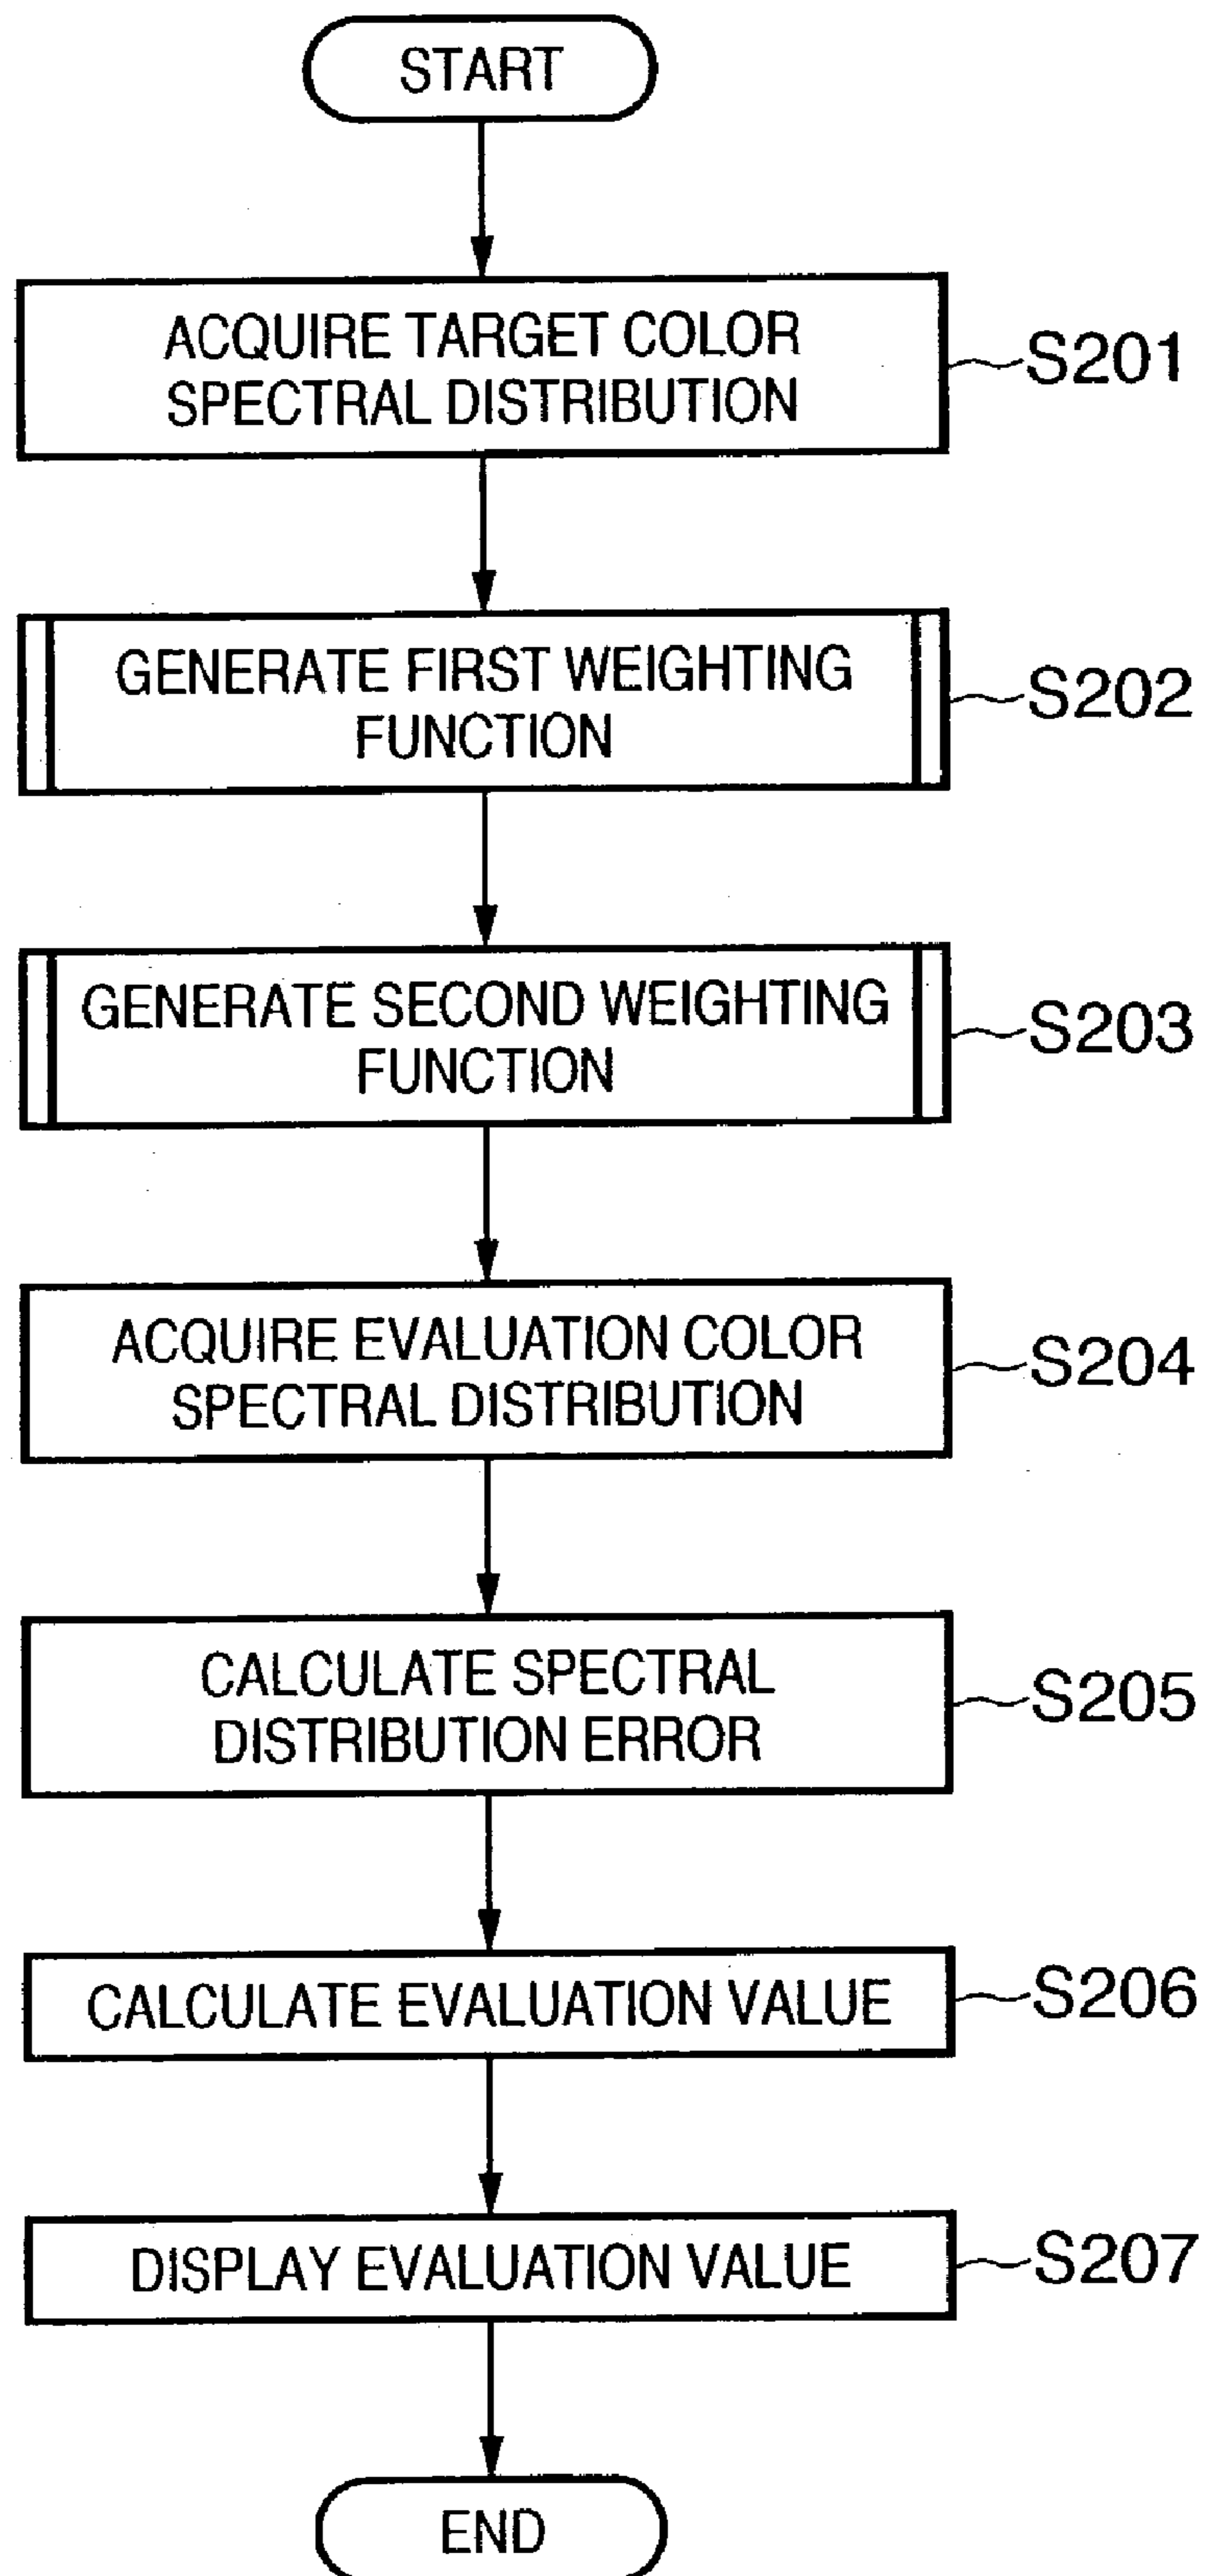 START
ACQUIRE TARGET COLOR
SPECTRAL DISTRIBUTION
S201
GENERATE FIRST WEIGHTING
FUNCTION
S202
GENERATE SECOND WEIGHTING
FUNCTION
S203
ACQUIRE EVALUATION COLOR
SPECTRAL DISTRIBUTION
S204
CALCULATE SPECTRAL
DISTRIBUTION ERROR
S205
CALCULATE EVALUATION VALUE
S206
DISPLAY EVALUATION VALUE
S207
END